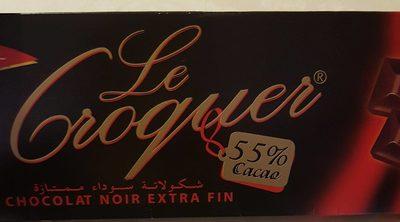 Le
Croquer®
55%
Cacao
شكولاتة سوداء ممتازة
CHOCOLAT NOIR EXTRA FIN